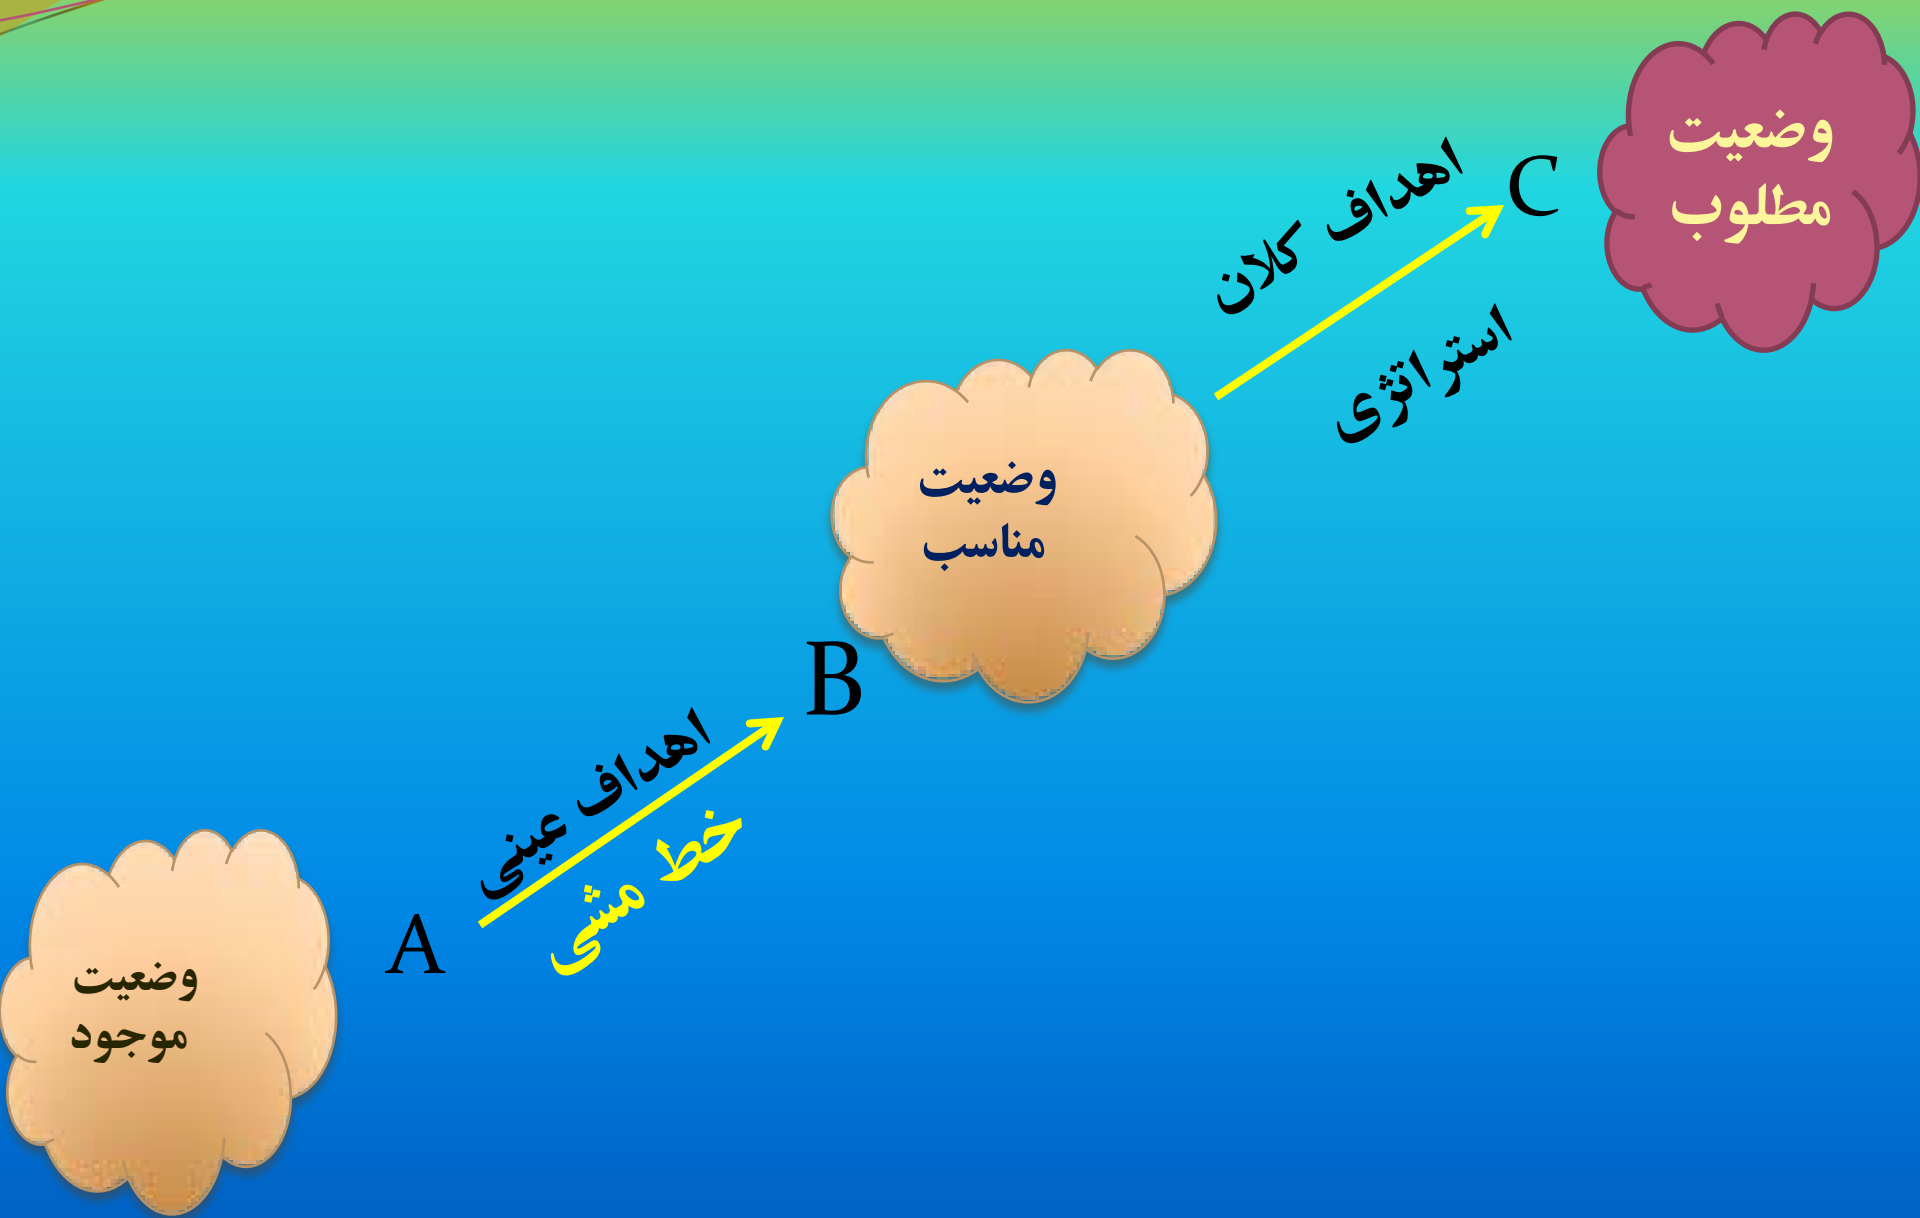 وضعیت
مطلوب
C
اهداف کلان
استراتژی
وضعیت
مناسب
B
اهداف عینی
خط مشی
A
وضعیت
موجود